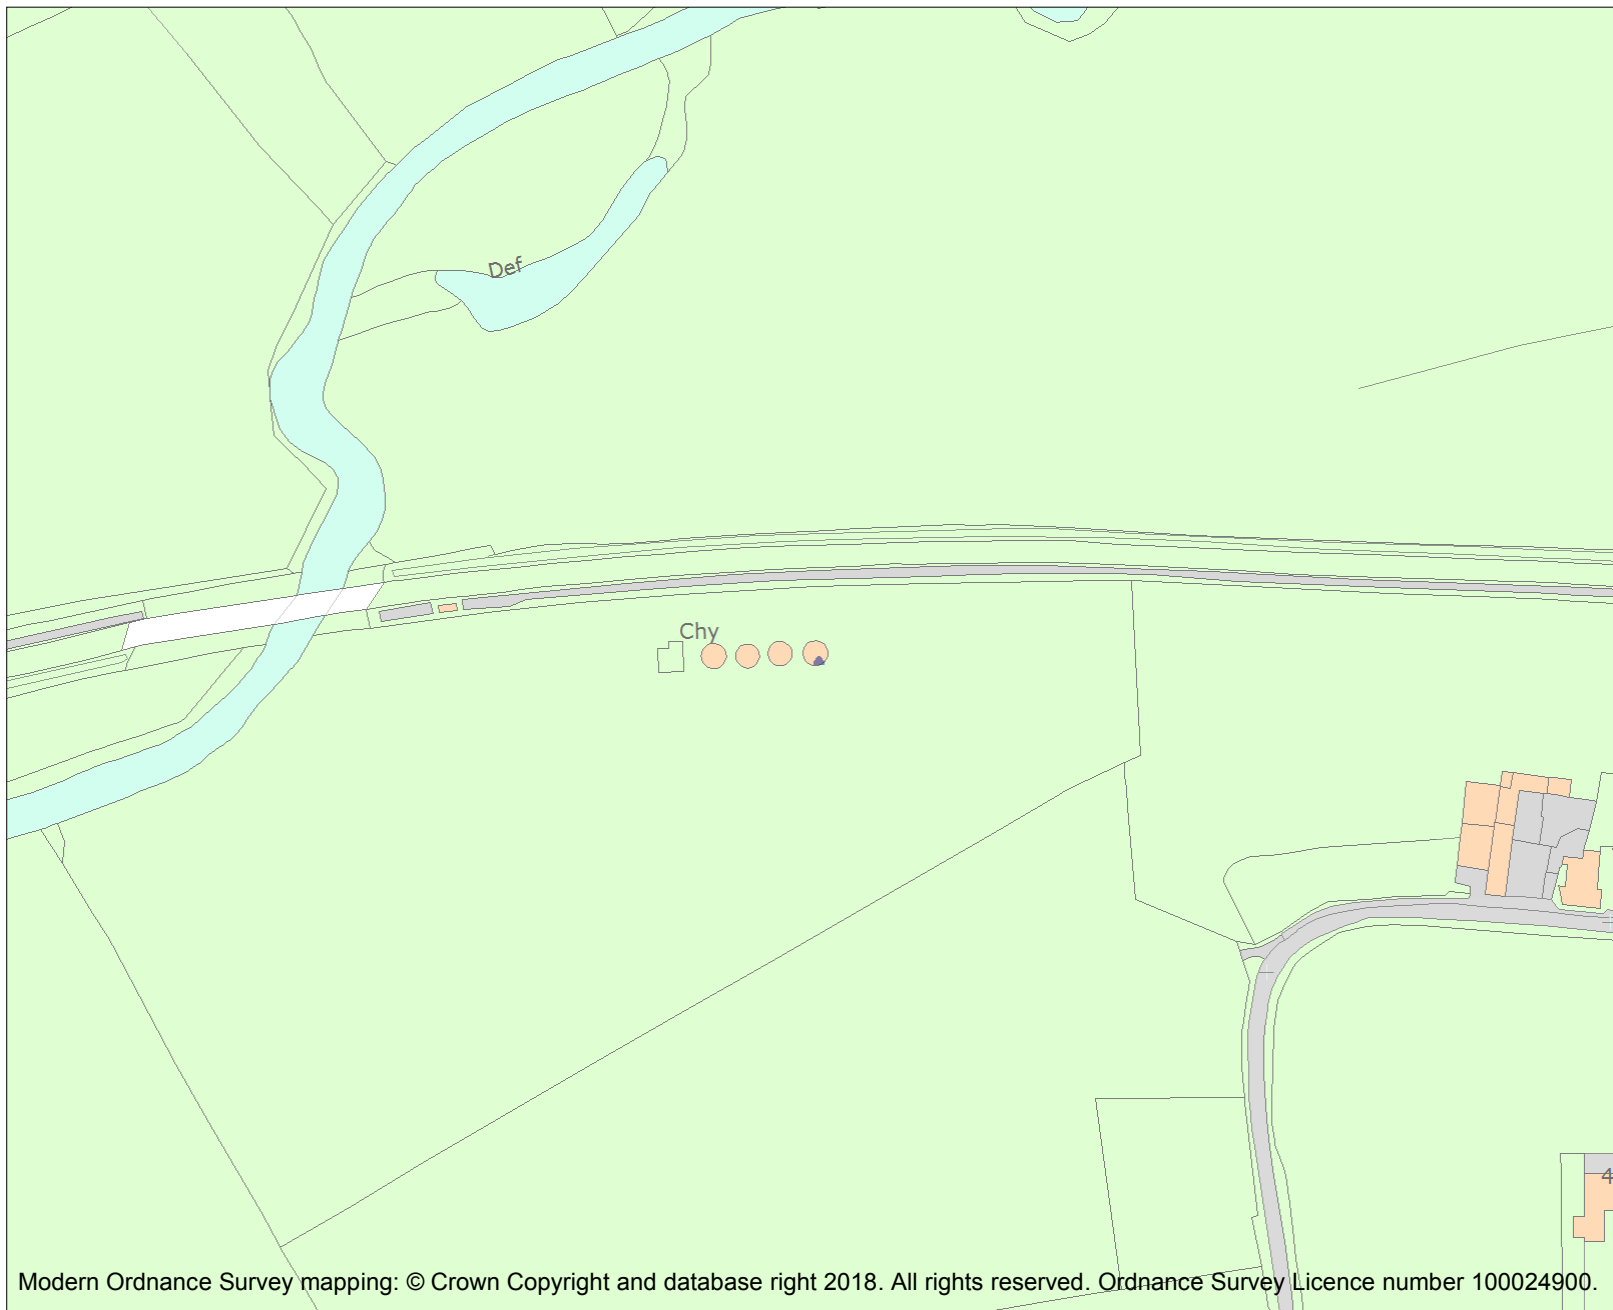 Def
Chy
4
Modern Ordnance Survey mapping: © Crown Copyright and database right 2018. All rights reserved. Ordnance Survey Licence number 100024900.